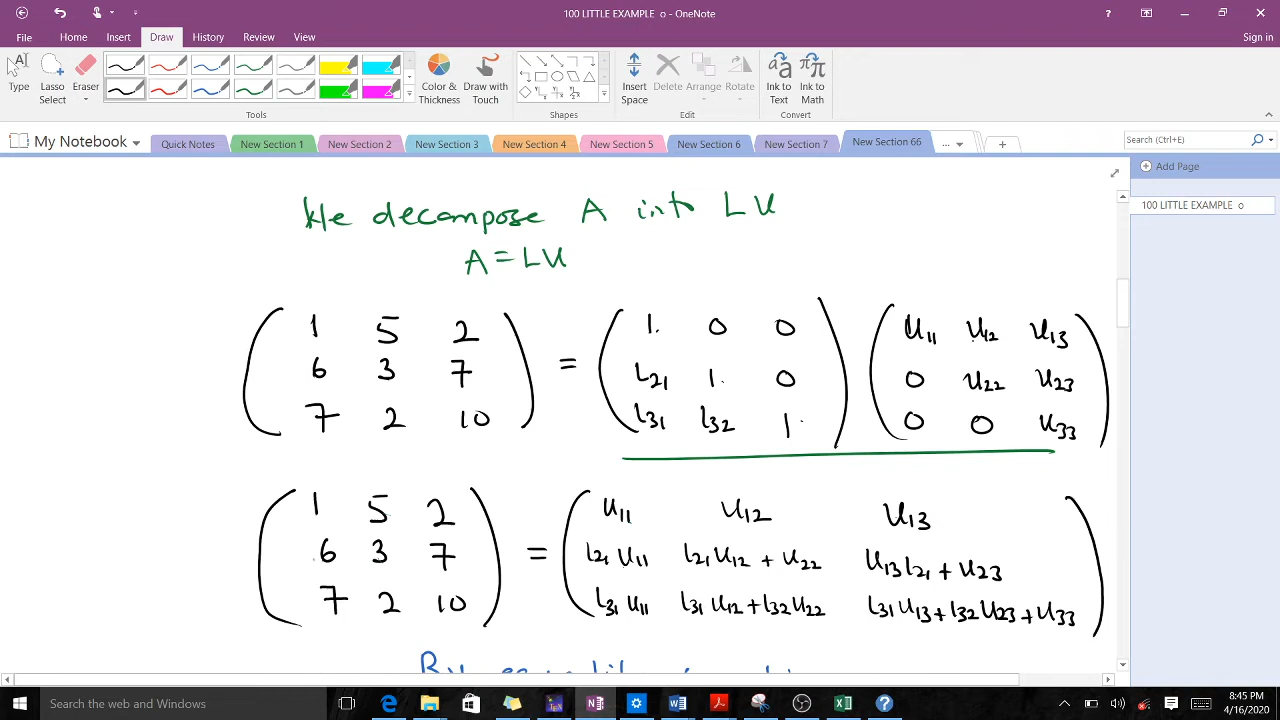 100 LITTLE EXAMPLE o - OneNote
?
File Home Insert Draw History Review View
Sign in
Type Lasso Select Eraser
Color & Thickness Draw with Touch
Insert Space Delete Arrange Rotate
Ink to Text Ink to Math
Tools Shapes Edit Convert
My Notebook Quick Notes New Section 1 New Section 2 New Section 3 New Section 4 New Section 5 New Section 6 New Section 7 New Section 66 ... +
Search (Ctrl+E)
Add Page
100 LITTLE EXAMPLE o
We decompose A into LU
A = LU
1 5 2 1. 0 0 U11 U12 U13
6 3 7 = L21 1. 0 0 U22 U23
7 2 10 l31 l32 1. 0 0 U33
1 5 2 U11 U12 U13
6 3 7 = l21 U11 l21 U12 + U22 U13 l21 + U23
7 2 10 l31 U11 l31 U12 + l32 U22 l31 U13 + l32 U23 + U33
Search the web and Windows
8:45 PM
4/16/2020